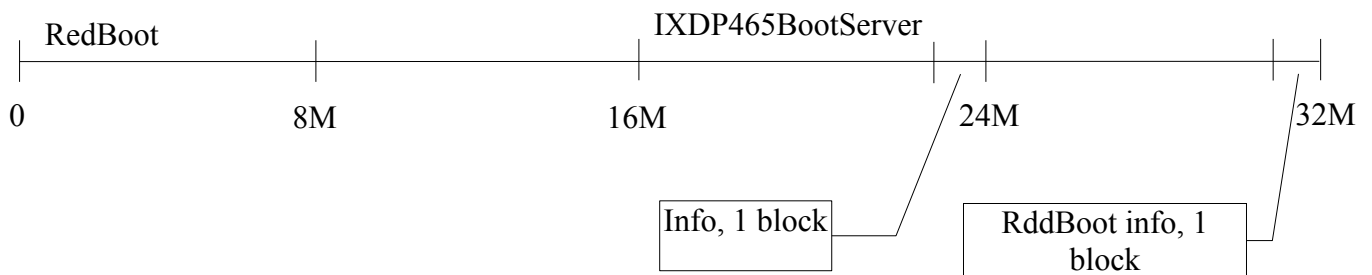 RedBoot
IXDP465BootServer
0
8M
16M
24M
32M
Info, 1 block
RddBoot info, 1
block